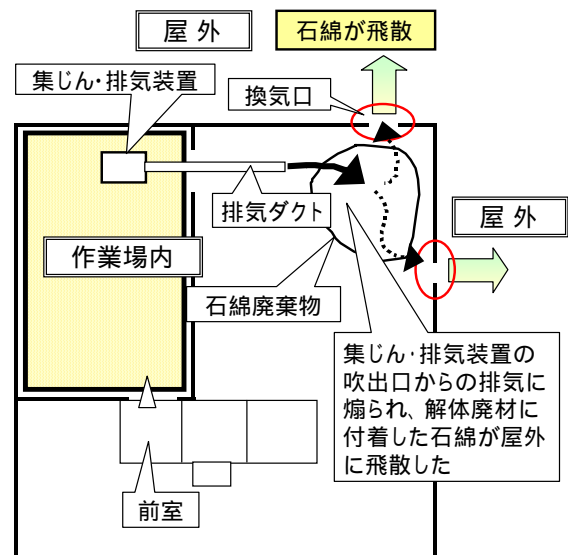 屋 外
石綿が飛散
集じん・排気装置
換気口
排気ダクト
屋 外
作業場内
石綿廃棄物
集じん・排気装置の
吹出口からの排気に
煽られ、解体廃材に
付着した石綿が屋外
に飛散した
前室